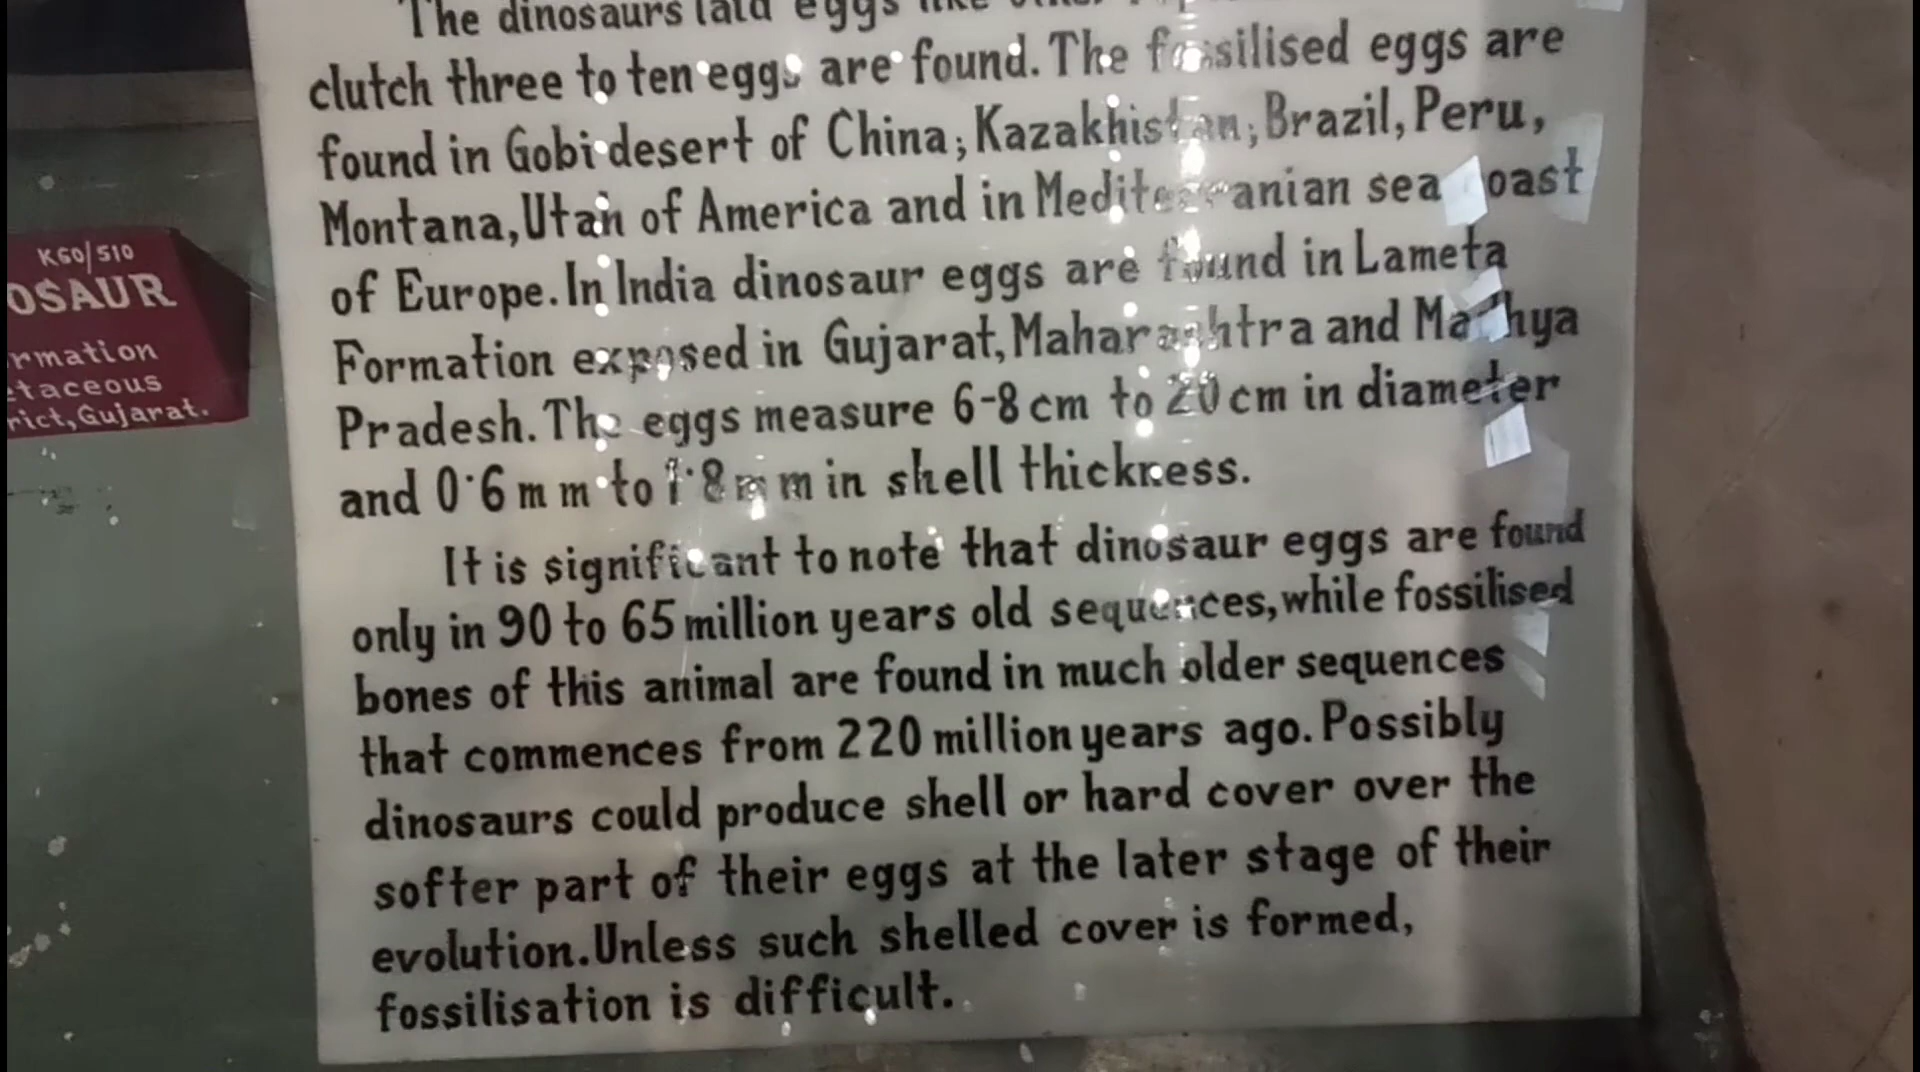 The dinosaurs laid eggs like other
clutch three to ten eggs are found. The fossilised eggs are
found in Gobi desert of China; Kazakhistan; Brazil, Peru,
Montana, Utah of America and in Mediterranian sea coast
of Europe. In India dinosaur eggs are found in Lameta
Formation exposed in Gujarat, Maharashtra and Madhya
Pradesh. The eggs measure 6-8 cm to 20 cm in diameter
and 0·6 mm to 1·8 mm in shell thickness.
It is significant to note that dinosaur eggs are found
only in 90 to 65 million years old sequences, while fossilised
bones of this animal are found in much older sequences
that commences from 220 million years ago. Possibly
dinosaurs could produce shell or hard cover over the
softer part of their eggs at the later stage of their
evolution. Unless such shelled cover is formed,
fossilisation is difficult.
K60/510
OSAUR
rmation
etaceous
rict, Gujarat.